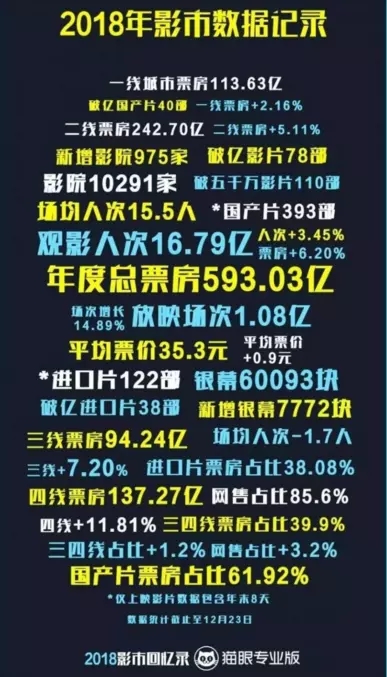 2018年影市数据记录
一线城市票房113.63亿
破亿国产片40部 一线票房+2.16%
二线票房242.70亿 二线票房+5.11%
新增影院975家 破亿影片78部
影院10291家 破五千万影片110部
场均人次15.5人 *国产片393部
观影人次16.79亿 人次+3.45%
票房+6.20%
年度总票房593.03亿
场次增长
14.89% 放映场次1.08亿
平均票价35.3元 平均票价
+0.9元
*进口片122部 银幕60093块
破亿进口片38部 新增银幕7772块
三线票房94.24亿 场均人次-1.7人
三线+7.20% 进口片票房占比38.08%
四线票房137.27亿 网售占比85.6%
四线+11.81% 三四线票房占比39.9%
三四线占比+1.2% 网售占比+3.2%
国产片票房占比61.92%
*仅上映影片数据包含年末8天
数据统计截止至12月23日
2018影市回忆录 猫眼专业版